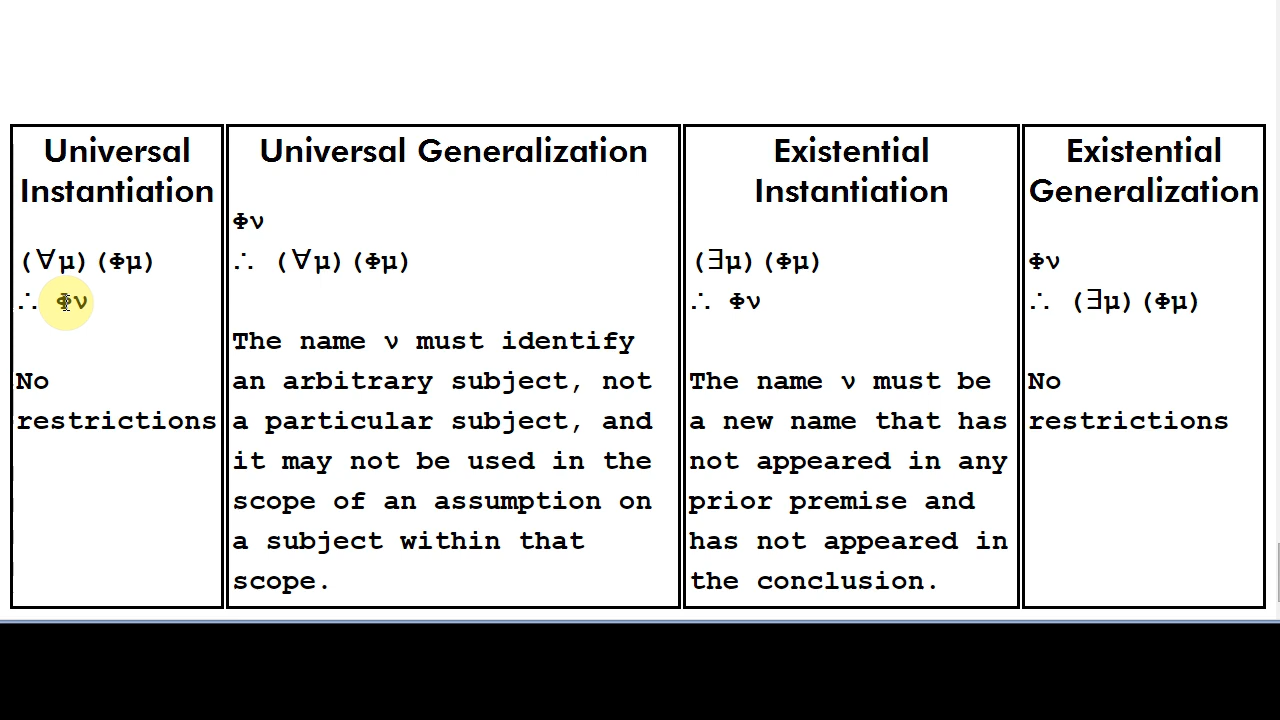 Universal
Instantiation
(∀μ)(Φμ)
∴ Φν
No
restrictions
Universal Generalization
Φν
∴ (∀μ)(Φμ)
The name ν must identify
an arbitrary subject, not
a particular subject, and
it may not be used in the
scope of an assumption on
a subject within that
scope.
Existential
Instantiation
(∃μ)(Φμ)
∴ Φν
The name ν must be
a new name that has
not appeared in any
prior premise and
has not appeared in
the conclusion.
Existential
Generalization
Φν
∴ (∃μ)(Φμ)
No
restrictions